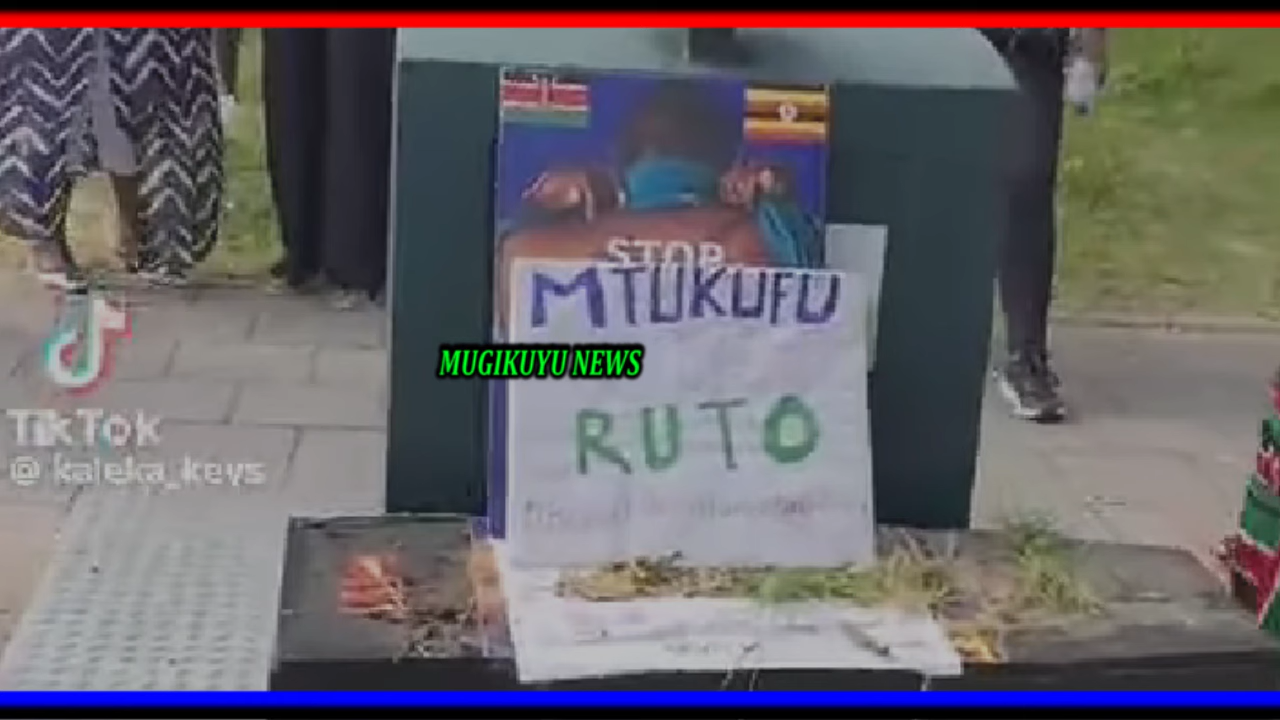 STOP
MTUKUFU
MUGIKUYU NEWS
RUTO
TikTok
@kaleka_keys